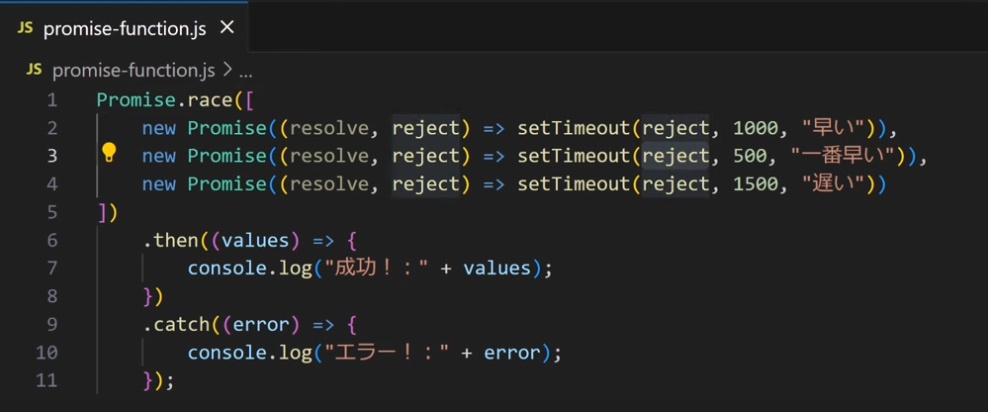 JS promise-function.js ×
JS promise-function.js > ...
1 Promise.race([
2 new Promise((resolve, reject) => setTimeout(reject, 1000, "早い")),
3 new Promise((resolve, reject) => setTimeout(reject, 500, "一番早い")),
4 new Promise((resolve, reject) => setTimeout(reject, 1500, "遅い"))
5 ])
6 .then((values) => {
7 console.log("成功！：" + values);
8 })
9 .catch((error) => {
10 console.log("エラー！：" + error);
11 });